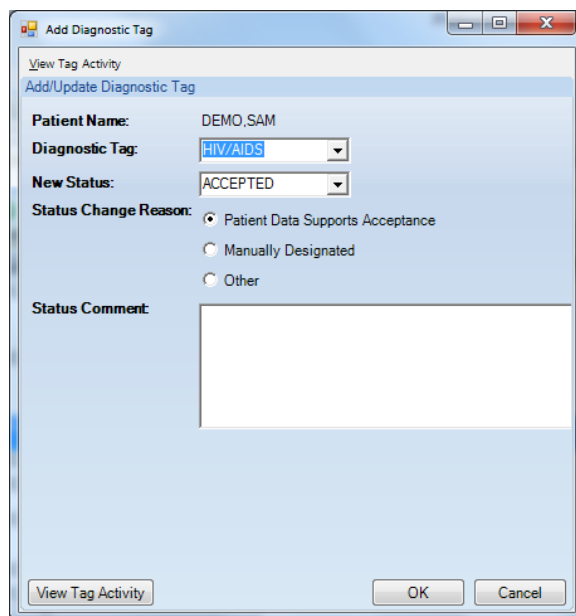 Add Diagnostic Tag
View Tag Activity
Add/Update Diagnostic Tag
Patient Name: DEMO,SAM
Diagnostic Tag: HIV/AIDS
New Status: ACCEPTED
Status Change Reason: Patient Data Supports Acceptance
Manually Designated
Other
Status Comment:
View Tag Activity OK Cancel